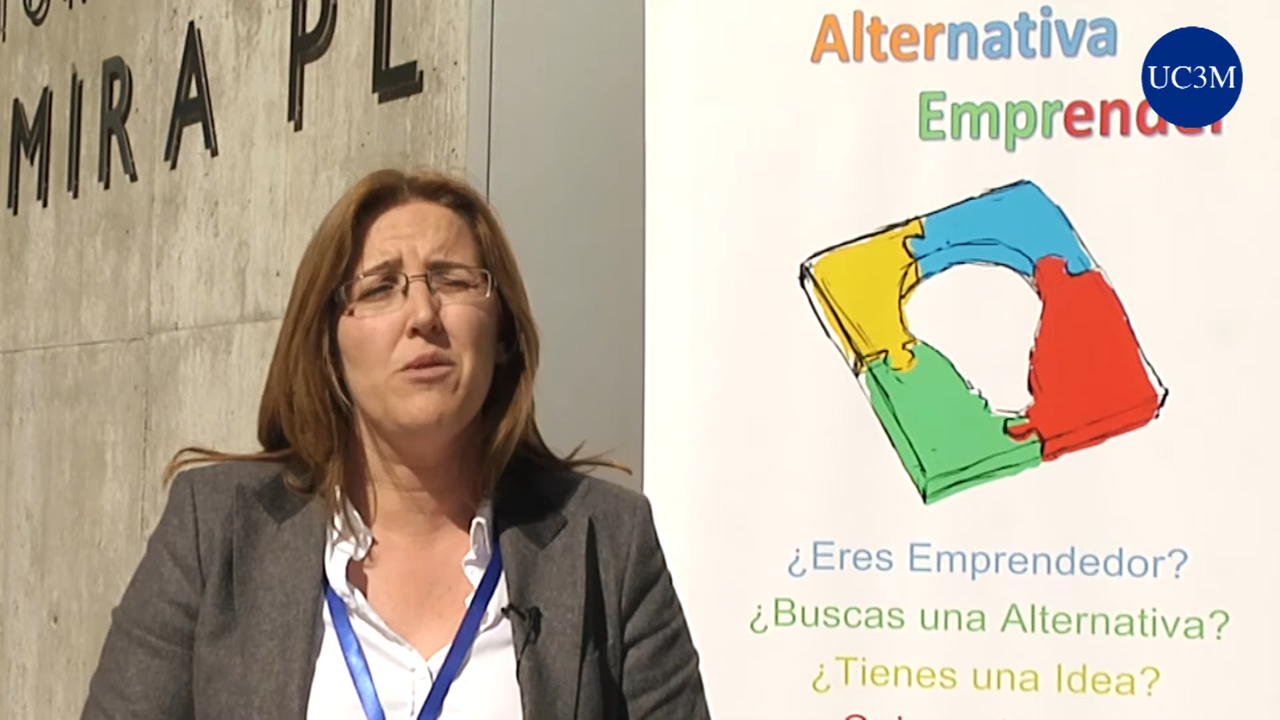 MIRA PL
Alternativa
Emprender
UC3M
¿Eres Emprendedor?
¿Buscas una Alternativa?
¿Tienes una Idea?